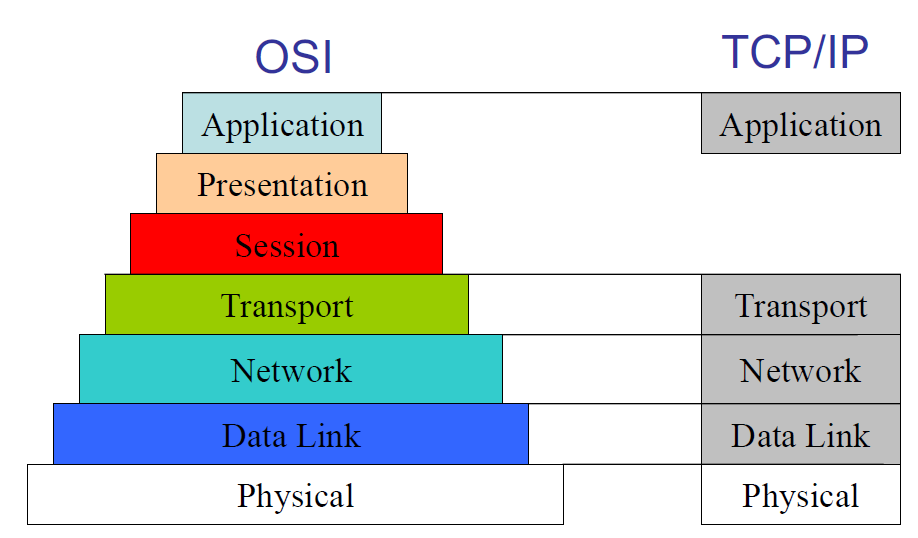 OSI
TCP/IP
Application
Application
Presentation
Session
Transport
Transport
Network
Network
Data Link
Data Link
Physical
Physical